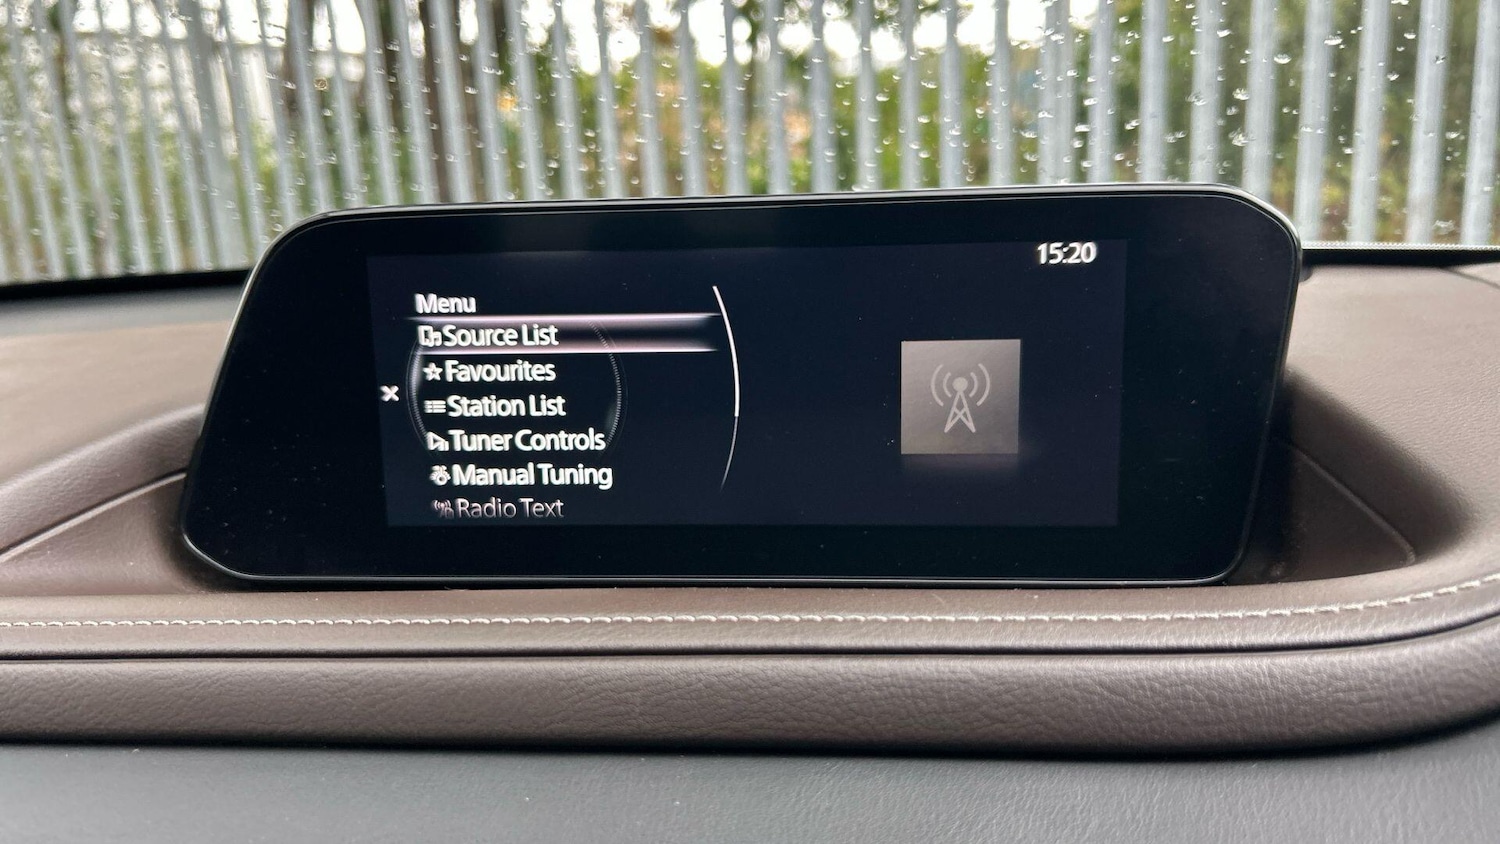 15:20
Menu
Source List
Favourites
Station List
Tuner Controls
Manual Tuning
Radio Text